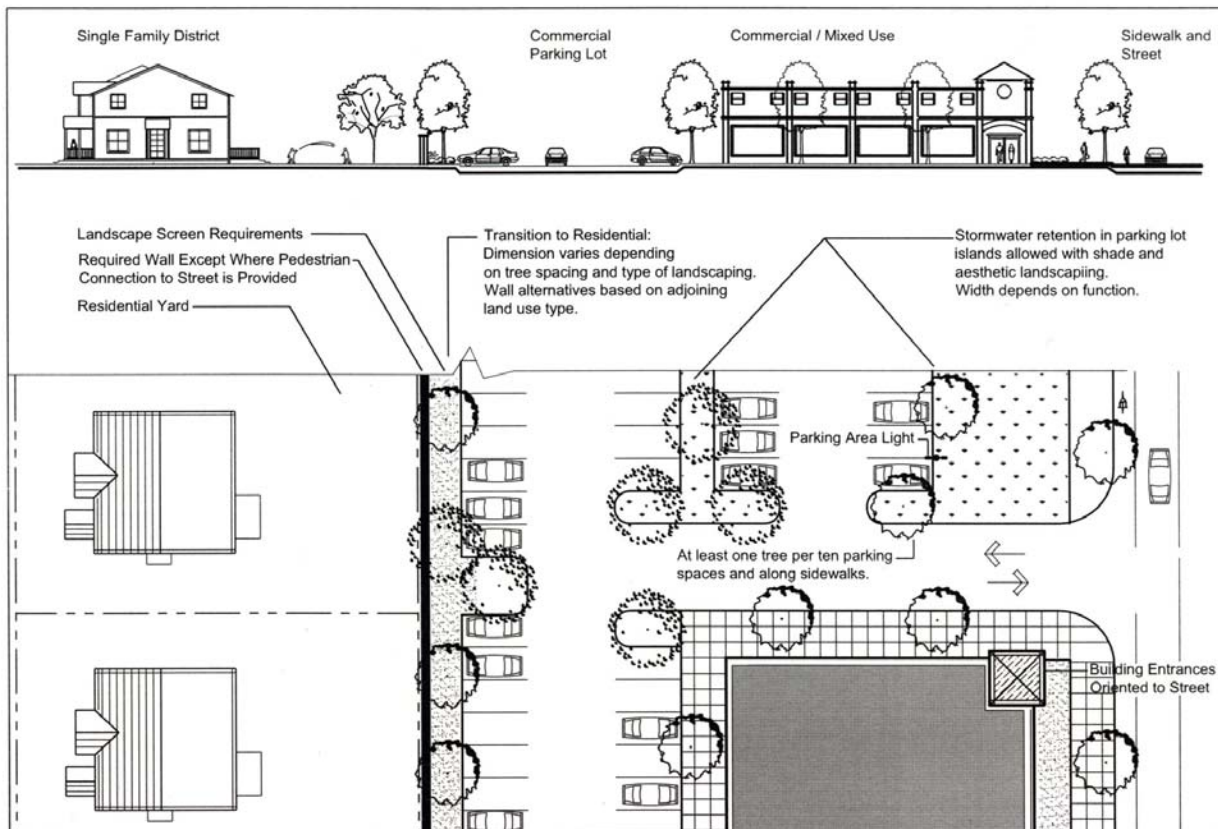 Single Family District
Commercial
Parking Lot
Commercial / Mixed Use
Sidewalk and
Street
Landscape Screen Requirements
Required Wall Except Where Pedestrian
Connection to Street is Provided
Residential Yard
Transition to Residential:
Dimension varies depending
on tree spacing and type of landscaping.
Wall alternatives based on adjoining
land use type.
Stormwater retention in parking lot
islands allowed with shade and
aesthetic landscapiing.
Width depends on function.
Parking Area Light
At least one tree per ten parking
spaces and along sidewalks.
Building Entrances
Oriented to Street